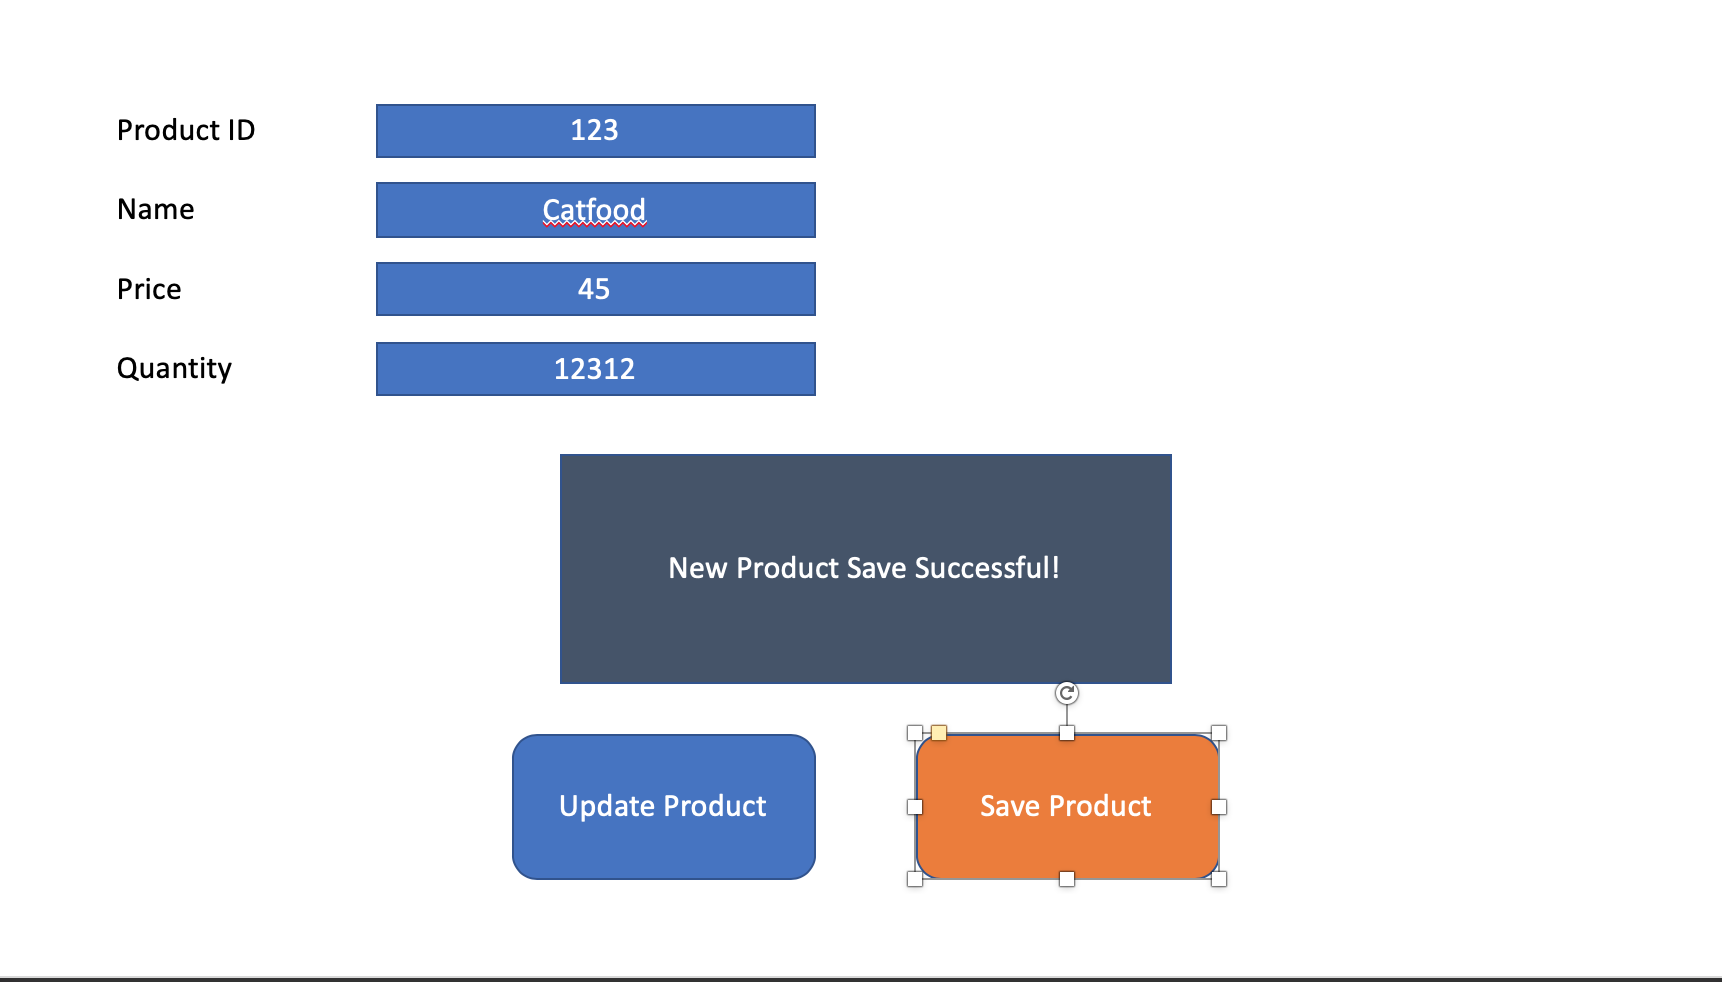 Product ID 123
Name Catfood
Price 45
Quantity 12312
New Product Save Successful!
Update Product Save Product